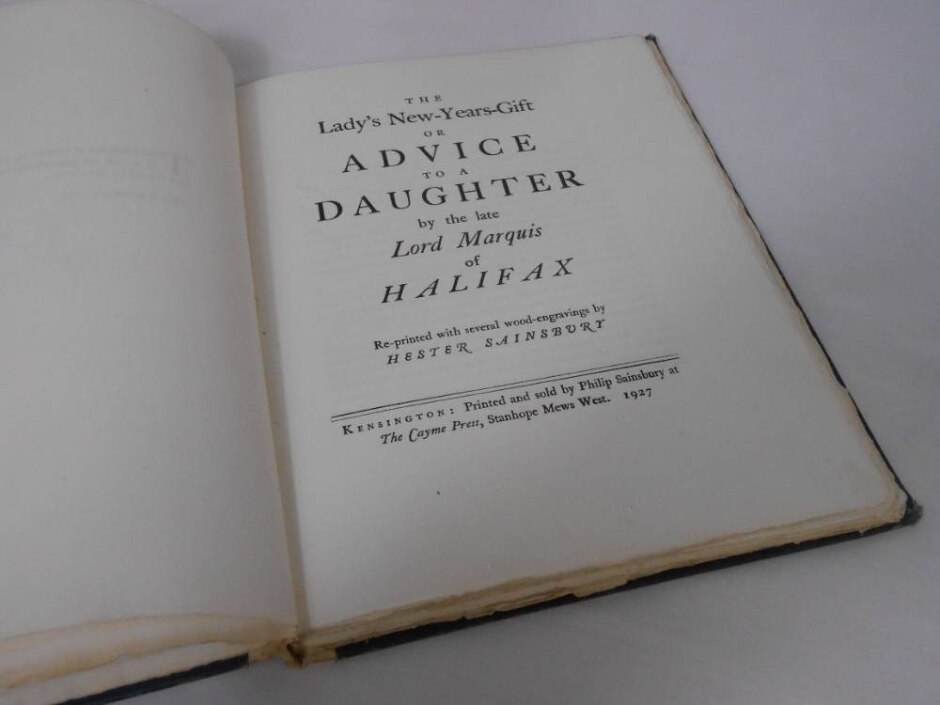 THE
Lady's New-Years-Gift
OR
ADVICE
TO A
DAUGHTER
by the late
Lord Marquis
of
HALIFAX
Re-printed with several wood-engravings by
HESTER SAINSBURY
KENSINGTON: Printed and sold by Philip Sainsbury at
The Cayme Press, Stanhope Mews West. 1927